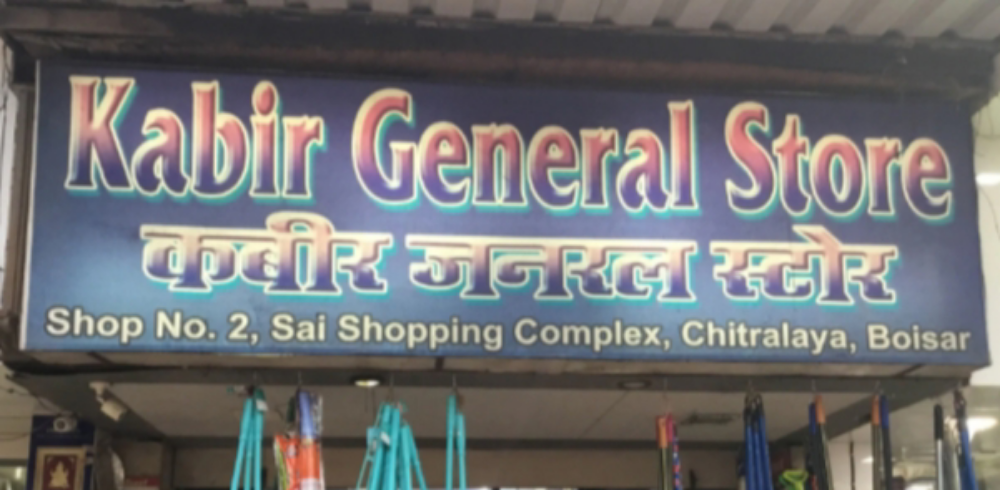 Kabir General Store
कबीर जनरल स्टोर
Shop No. 2, Sai Shopping Complex, Chitralaya, Boisar